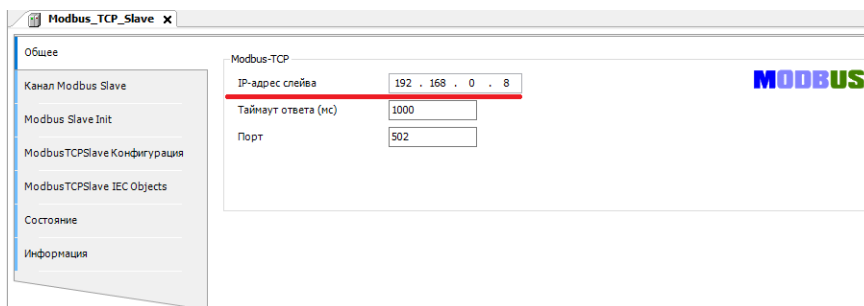 Modbus_TCP_Slave X
Общее
Канал Modbus Slave
Modbus Slave Init
ModbusTCPSlave Конфигурация
ModbusTCPSlave IEC Objects
Состояние
Информация
Modbus-TCP
IP-адрес слейва 192 . 168 . 0 . 8
Таймаут ответа (мс) 1000
Порт 502
MODBUS